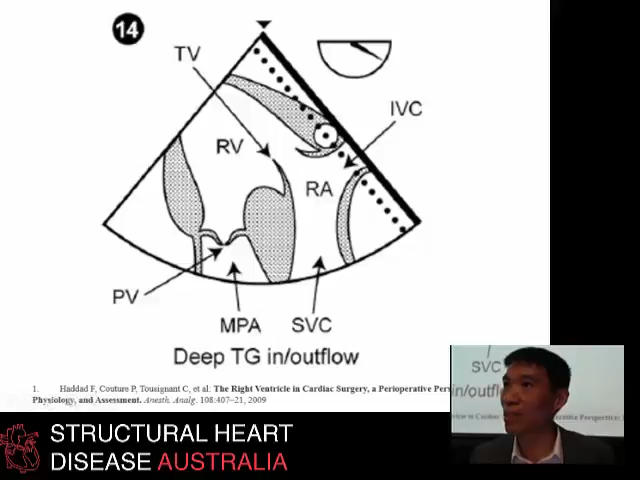 14
TV
IVC
RV
RA
PV
MPA
SVC
Deep TG in/outflow
1. Haddad F, Couture P, Tousignant C, et al: The Right Ventricle in Cardiac Surgery, a Perioperative
Physiology, and Assessment. Anesth. Analg. 108:407–21, 2009
SVC
in/outfl
STRUCTURAL HEART
DISEASE AUSTRALIA